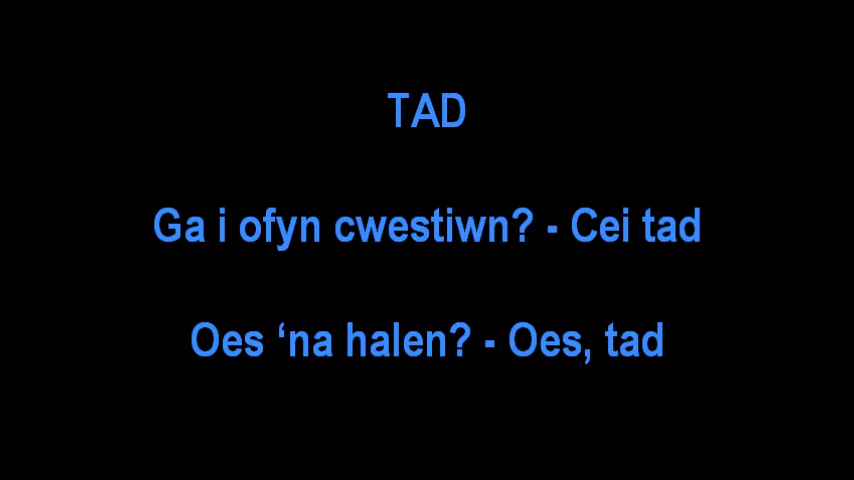 TAD
Ga i ofyn cwestiwn? - Cei tad
Oes ‘na halen? - Oes, tad